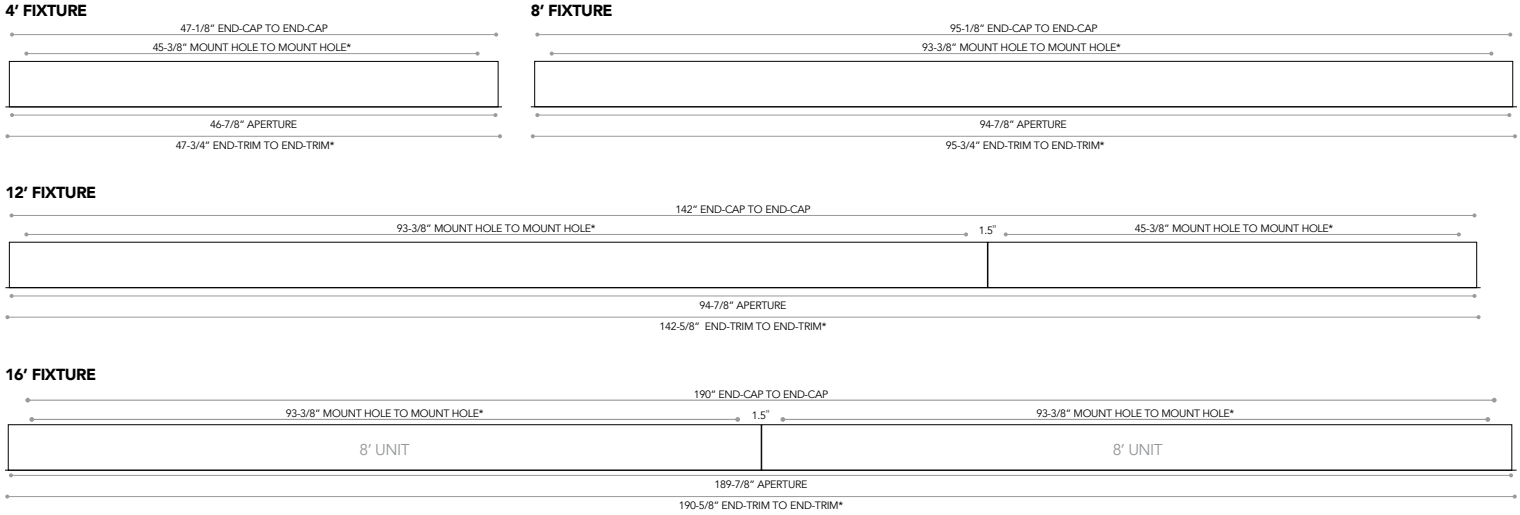 4’ FIXTURE
47-1/8” END-CAP TO END-CAP
45-3/8” MOUNT HOLE TO MOUNT HOLE*
46-7/8” APERTURE
47-3/4” END-TRIM TO END-TRIM*
8’ FIXTURE
95-1/8” END-CAP TO END-CAP
93-3/8” MOUNT HOLE TO MOUNT HOLE*
94-7/8” APERTURE
95-3/4” END-TRIM TO END-TRIM*
12’ FIXTURE
142” END-CAP TO END-CAP
93-3/8” MOUNT HOLE TO MOUNT HOLE* 1.5” 45-3/8” MOUNT HOLE TO MOUNT HOLE*
94-7/8” APERTURE
142-5/8” END-TRIM TO END-TRIM*
16’ FIXTURE
190” END-CAP TO END-CAP
93-3/8” MOUNT HOLE TO MOUNT HOLE* 1.5” 93-3/8” MOUNT HOLE TO MOUNT HOLE*
8’ UNIT 8’ UNIT
189-7/8” APERTURE
190-5/8” END-TRIM TO END-TRIM*